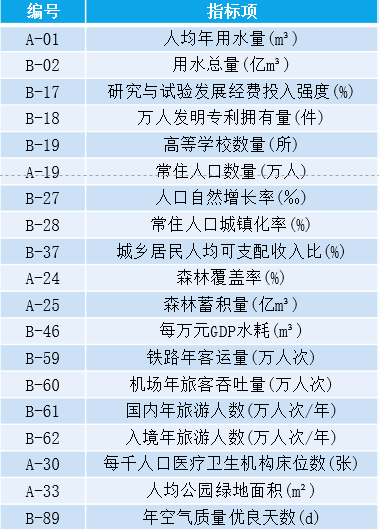 编号 指标项
A-01 人均年用水量(m³)
B-02 用水总量(亿m³)
B-17 研究与试验发展经费投入强度(%)
B-18 万人发明专利拥有量(件)
B-19 高等学校数量(所)
A-19 常住人口数量(万人)
B-27 人口自然增长率(‰)
B-28 常住人口城镇化率(%)
B-37 城乡居民人均可支配收入比(%)
A-24 森林覆盖率(%)
A-25 森林蓄积量(亿m³)
B-46 每万元GDP水耗(m³)
B-59 铁路年客运量(万人次)
B-60 机场年旅客吞吐量(万人次)
B-61 国内年旅游人数(万人次/年)
B-62 入境年旅游人数(万人次/年)
A-30 每千人口医疗卫生机构床位数(张)
A-33 人均公园绿地面积(m²)
B-89 年空气质量优良天数(d)